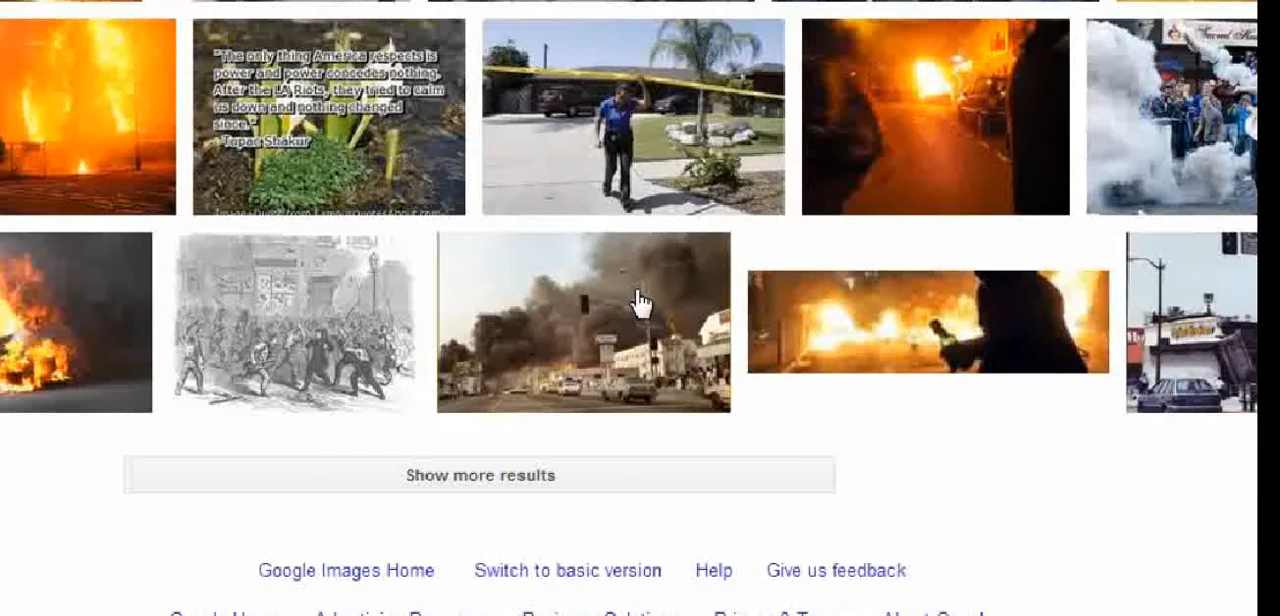 "The only thing America respects is
power and power concedes nothing.
After the LA Riots, they tried to calm
us down and nothing changed
since."
-Tupac Shakur
Show more results
Google Images Home Switch to basic version Help Give us feedback